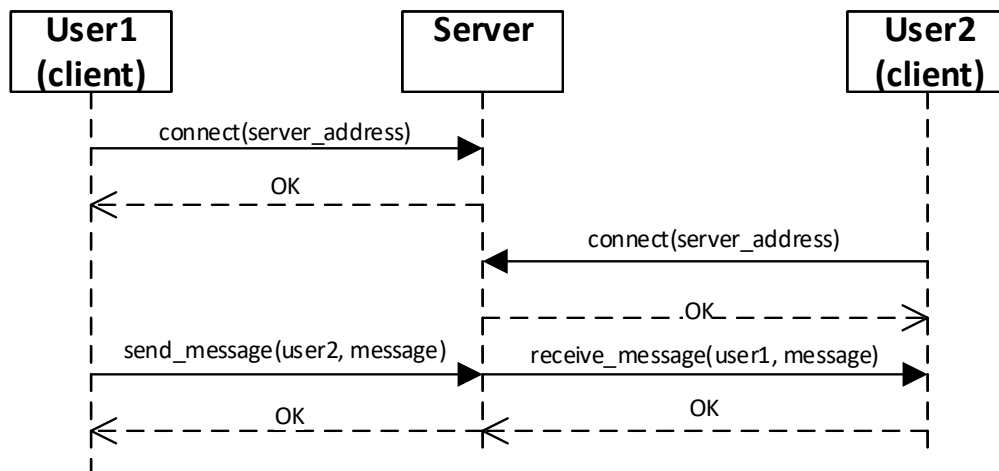 User1
(client)
Server
User2
(client)
connect(server_address)
OK
connect(server_address)
OK
send_message(user2, message)
receive_message(user1, message)
OK
OK